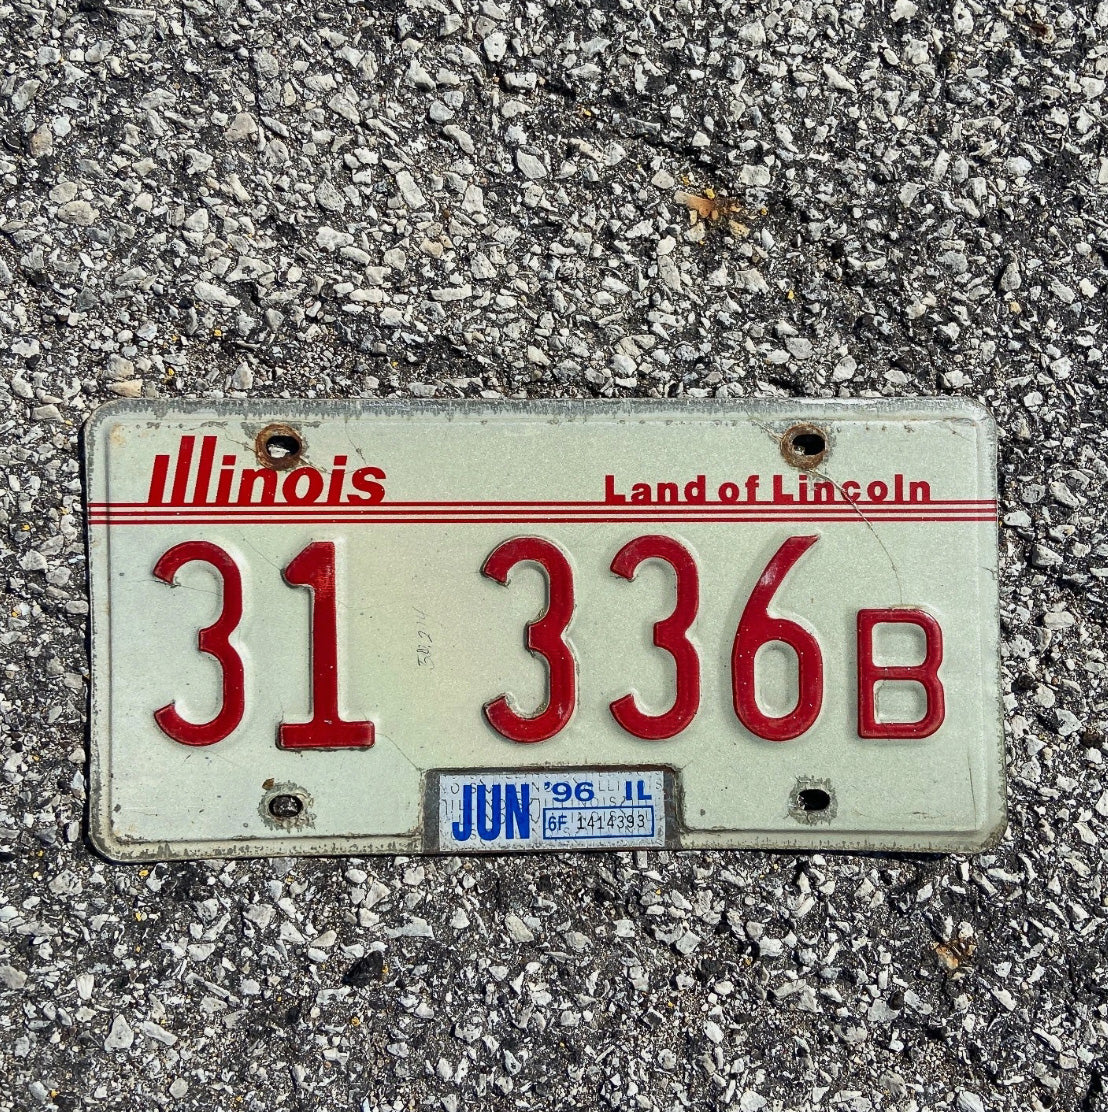 Illinois Land of Lincoln
31 336B
JUN '96 IL
6F 1414393